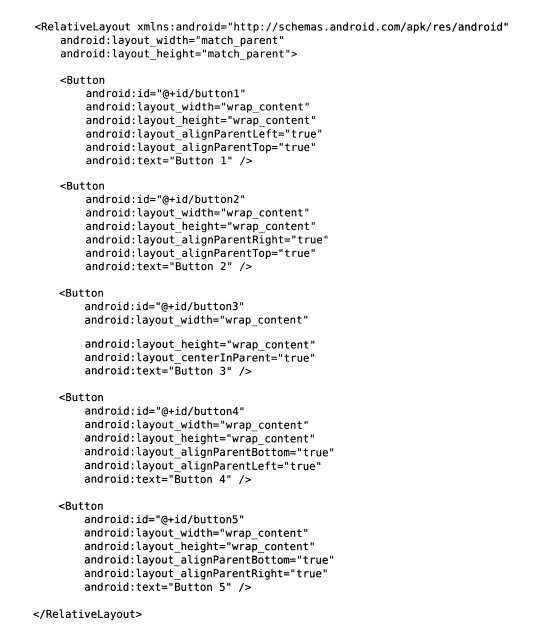 <RelativeLayout xmlns:android="http://schemas.android.com/apk/res/android"
    android:layout_width="match_parent"
    android:layout_height="match_parent">

    <Button
        android:id="@+id/button1"
        android:layout_width="wrap_content"
        android:layout_height="wrap_content"
        android:layout_alignParentLeft="true"
        android:layout_alignParentTop="true"
        android:text="Button 1" />

    <Button
        android:id="@+id/button2"
        android:layout_width="wrap_content"
        android:layout_height="wrap_content"
        android:layout_alignParentRight="true"
        android:layout_alignParentTop="true"
        android:text="Button 2" />

    <Button
        android:id="@+id/button3"
        android:layout_width="wrap_content"

        android:layout_height="wrap_content"
        android:layout_centerInParent="true"
        android:text="Button 3" />

    <Button
        android:id="@+id/button4"
        android:layout_width="wrap_content"
        android:layout_height="wrap_content"
        android:layout_alignParentBottom="true"
        android:layout_alignParentLeft="true"
        android:text="Button 4" />

    <Button
        android:id="@+id/button5"
        android:layout_width="wrap_content"
        android:layout_height="wrap_content"
        android:layout_alignParentBottom="true"
        android:layout_alignParentRight="true"
        android:text="Button 5" />

</RelativeLayout>